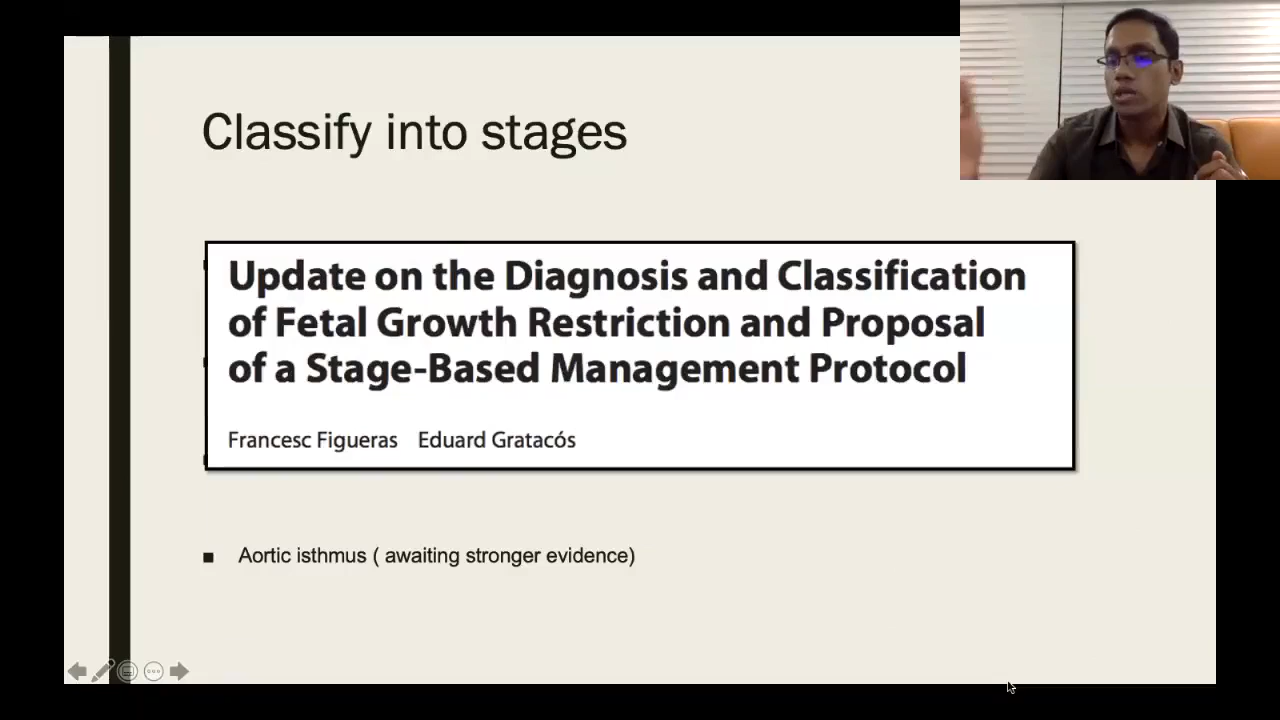 Classify into stages
Update on the Diagnosis and Classification
of Fetal Growth Restriction and Proposal
of a Stage-Based Management Protocol
Francesc Figueras Eduard Gratacós
■ Aortic isthmus ( awaiting stronger evidence)